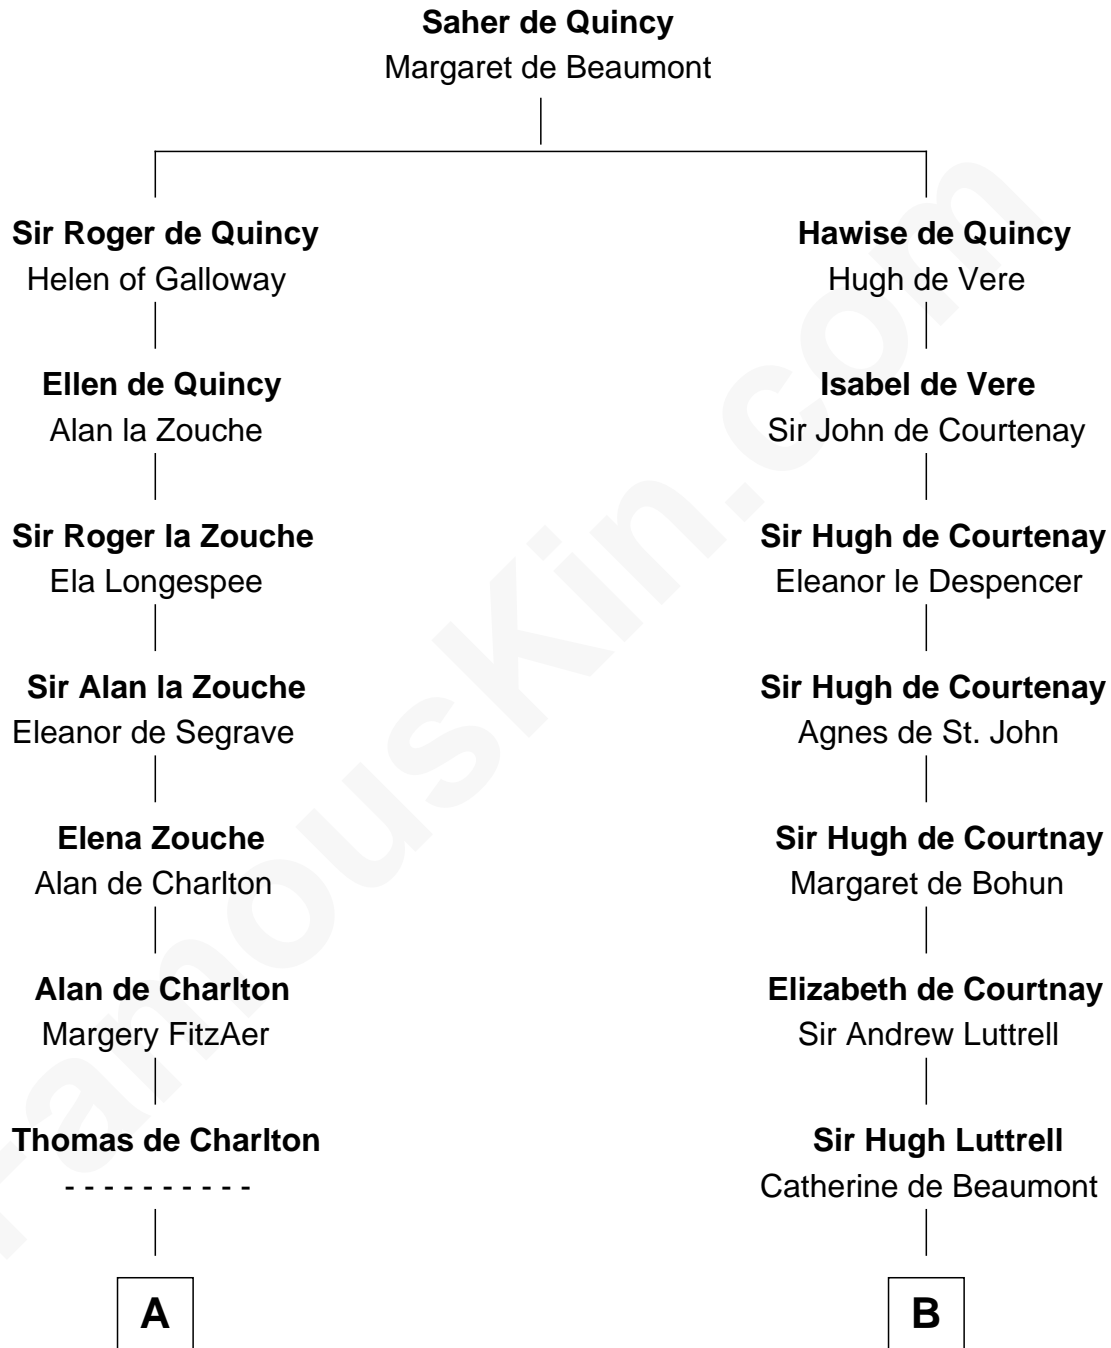 Saher de Quincy
Margaret de Beaumont
Sir Roger de Quincy
Helen of Galloway
Hawise de Quincy
Hugh de Vere
Ellen de Quincy
Alan la Zouche
Isabel de Vere
Sir John de Courtenay
Sir Roger la Zouche
Ela Longespee
Sir Hugh de Courtenay
Eleanor le Despencer
Sir Alan la Zouche
Eleanor de Segrave
Sir Hugh de Courtenay
Agnes de St. John
Elena Zouche
Alan de Charlton
Sir Hugh de Courtnay
Margaret de Bohun
Alan de Charlton
Margery FitzAer
Elizabeth de Courtnay
Sir Andrew Luttrell
Thomas de Charlton
- - - - - - - - - -
Sir Hugh Luttrell
Catherine de Beaumont
A
B
FamousKin.com